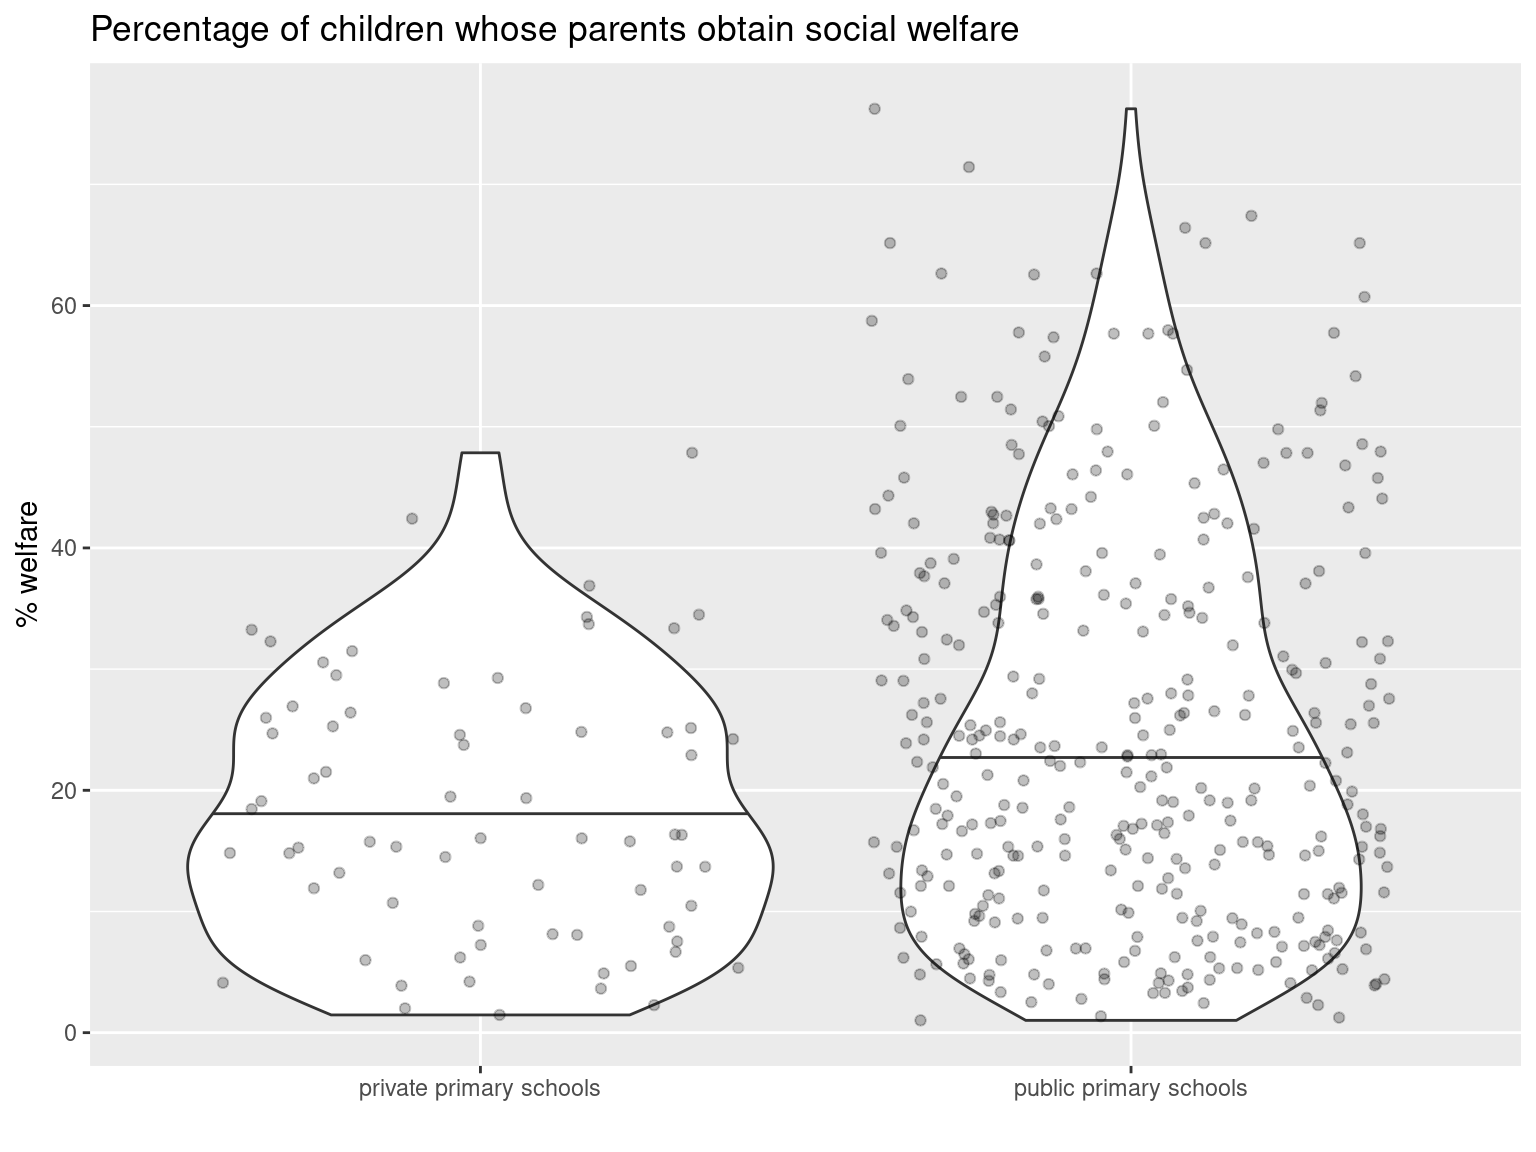 Percentage of children whose parents obtain social welfare
% welfare
60
40
20
0
private primary schools
public primary schools